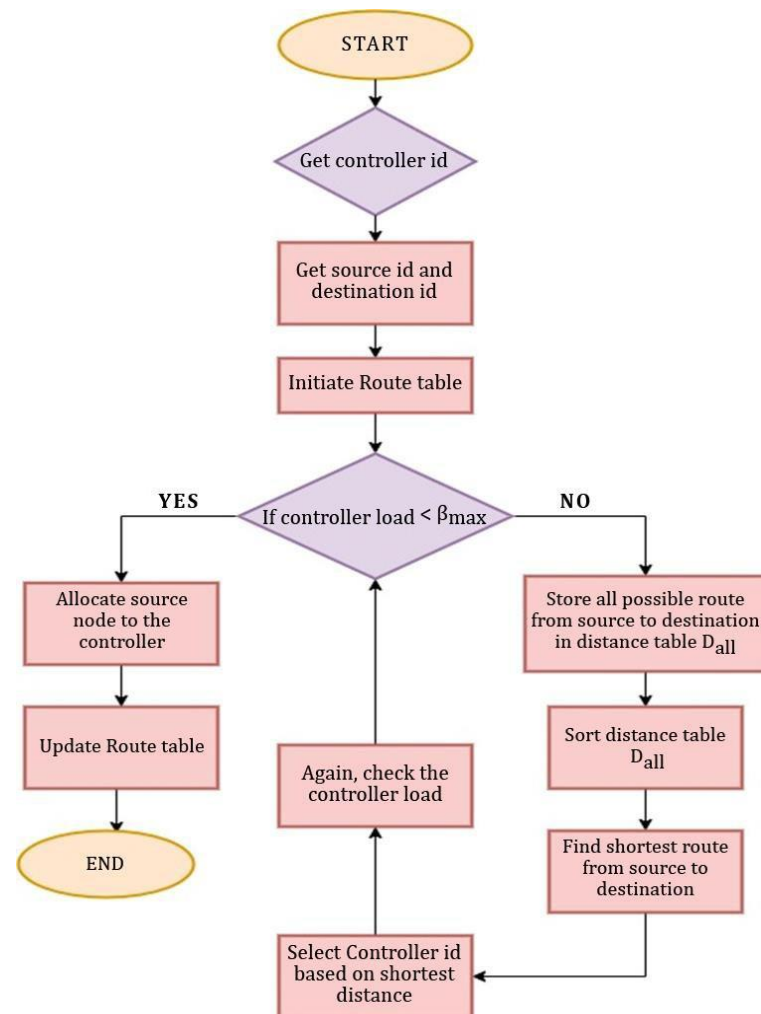 START
Get controller id
Get source id and
destination id
Initiate Route table
If controller load < βmax
YES
NO
Allocate source
node to the
controller
Update Route table
END
Store all possible route
from source to destination
in distance table Dall
Sort distance table
Dall
Find shortest route
from source to
destination
Select Controller id
based on shortest
distance
Again, check the
controller load